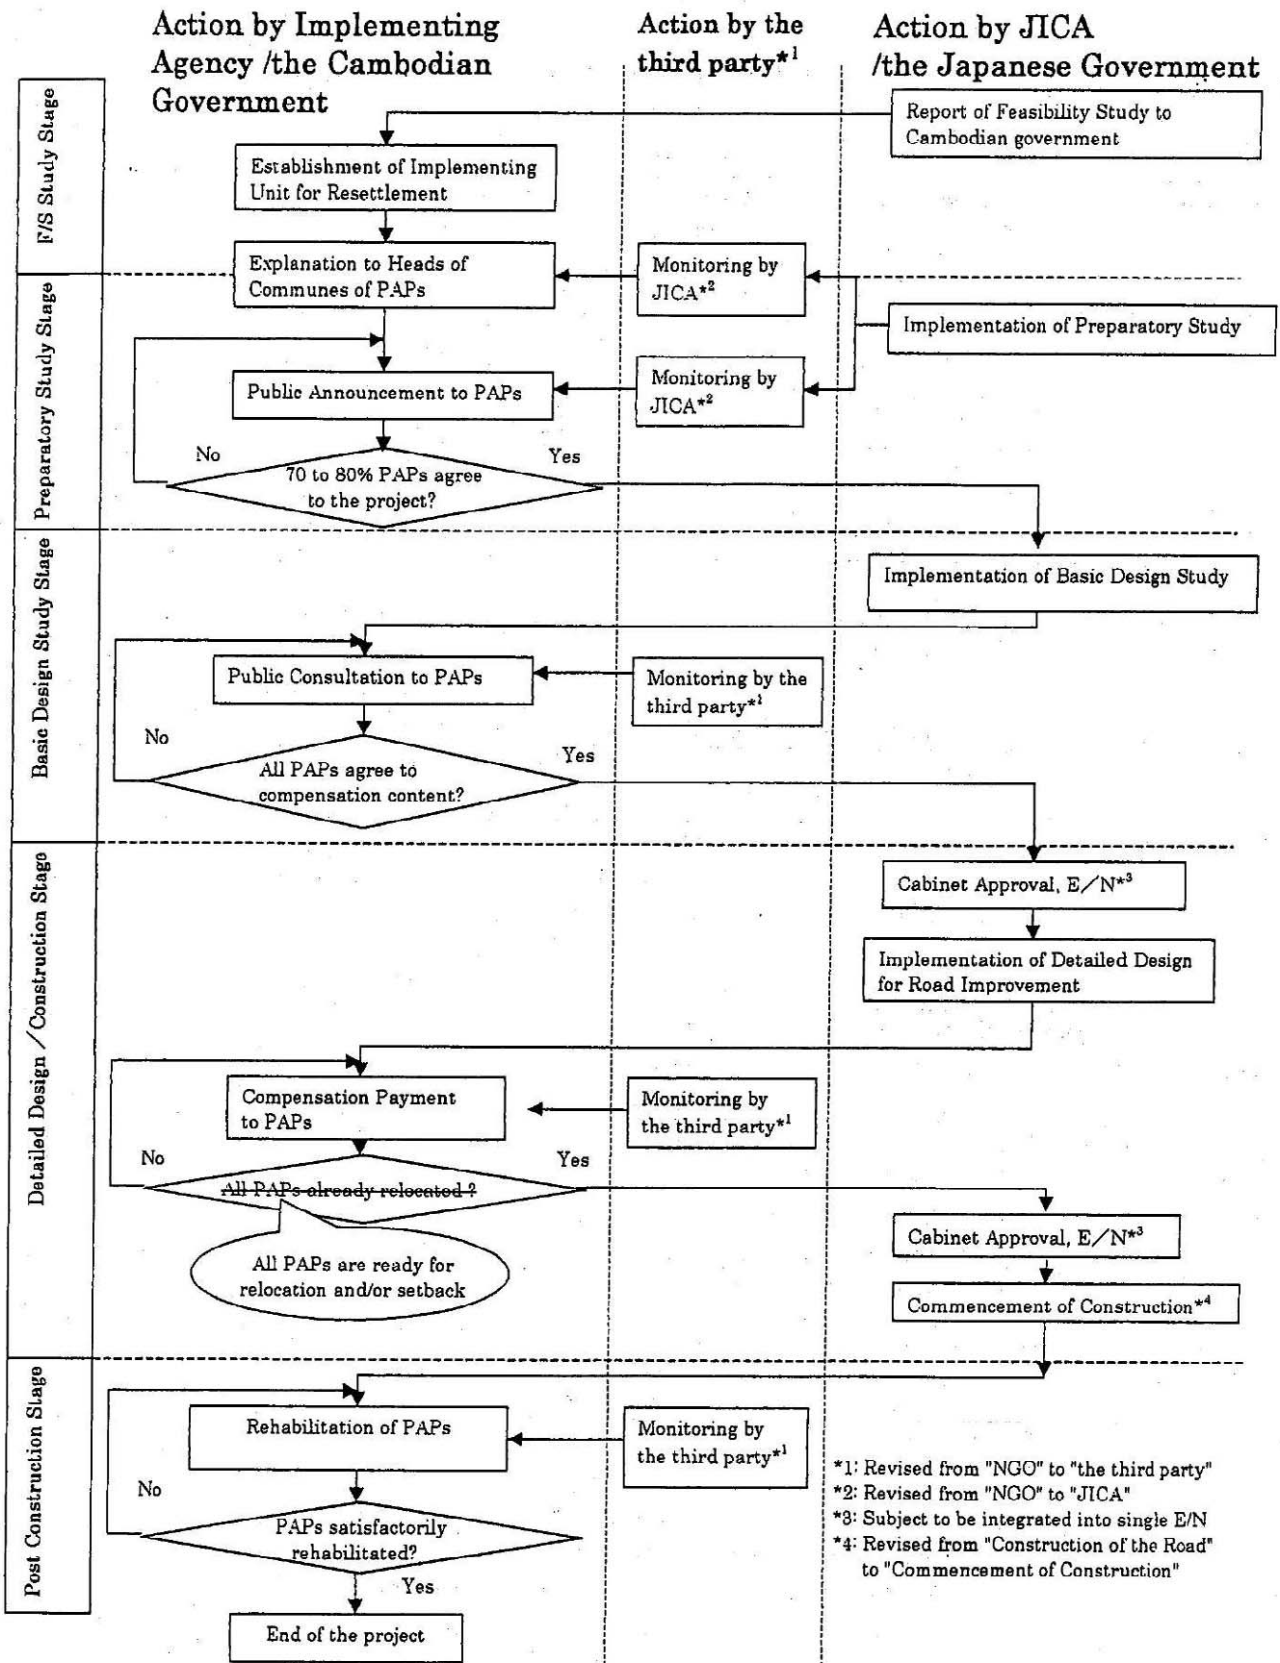 Action by Implementing
Agency /the Cambodian
Government
Action by the
third party*1
Action by JICA
/the Japanese Government
F/S Study Stage
Report of Feasibility Study to
Cambodian government
Establishment of Implementing
Unit for Resettlement
Explanation to Heads of
Communes of PAPs
Monitoring by
JICA*2
Preparatory Study Stage
Implementation of Preparatory Study
Public Announcement to PAPs
Monitoring by
JICA*2
No
Yes
70 to 80% PAPs agree
to the project?
Basic Design Study Stage
Implementation of Basic Design Study
Public Consultation to PAPs
Monitoring by the
third party*1
No
Yes
All PAPs agree to
compensation content?
Detailed Design /Construction Stage
Cabinet Approval, E/N*3
Implementation of Detailed Design
for Road Improvement
Compensation Payment
to PAPs
Monitoring by
the third party*1
No
Yes
All PAPs already relocated ?
All PAPs are ready for
relocation and/or setback
Cabinet Approval, E/N*3
Commencement of Construction*4
Post Construction Stage
Rehabilitation of PAPs
Monitoring by
the third party*1
No
PAPs satisfactorily
rehabilitated?
Yes
End of the project
*1: Revised from "NGO" to "the third party"
*2: Revised from "NGO" to "JICA"
*3: Subject to be integrated into single E/N
*4: Revised from "Construction of the Road"
to "Commencement of Construction"